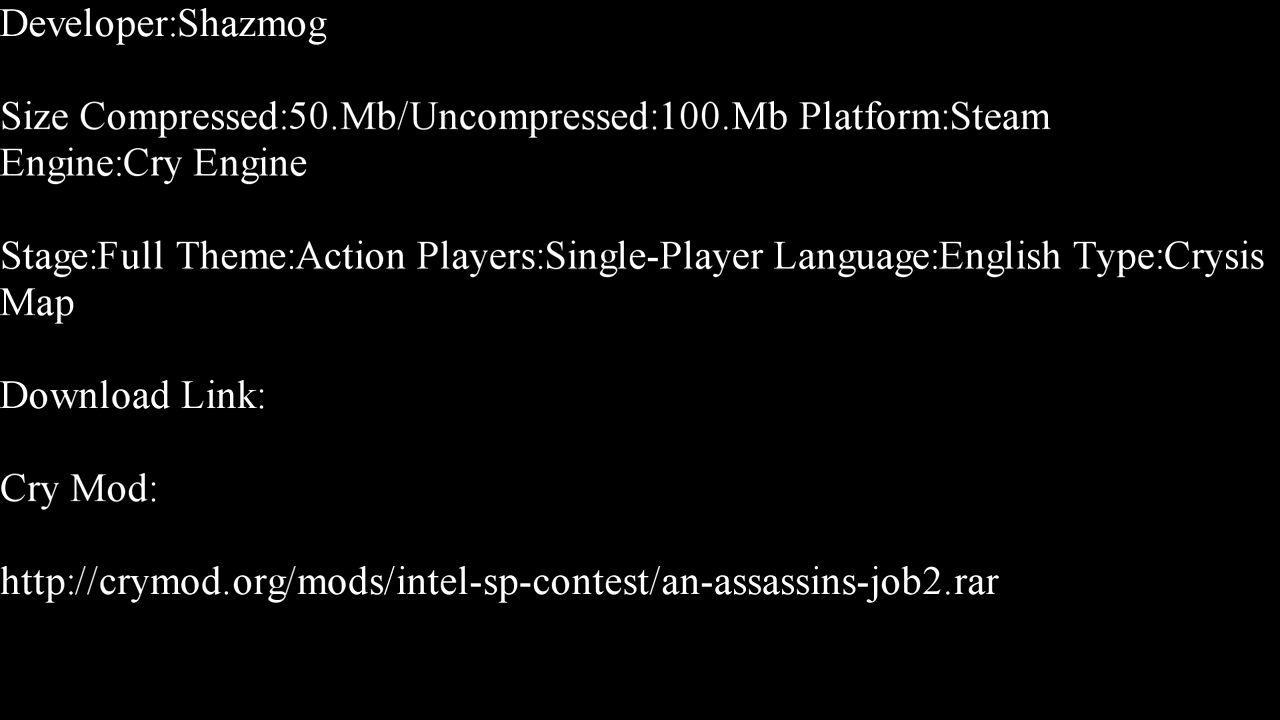 Developer:Shazmog
Size Compressed:50.Mb/Uncompressed:100.Mb Platform:Steam
Engine:Cry Engine
Stage:Full Theme:Action Players:Single-Player Language:English Type:Crysis
Map
Download Link:
Cry Mod:
http://crymod.org/mods/intel-sp-contest/an-assassins-job2.rar